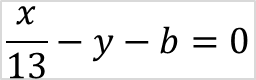 x/13 − y − b = 0